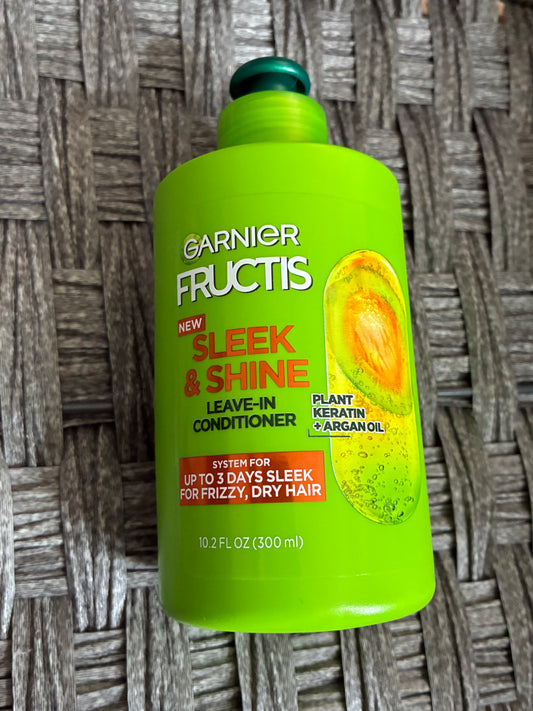 GARNIER
FRUCTIS
NEW
SLEEK
& SHINE
LEAVE-IN
CONDITIONER
PLANT
KERATIN
+ ARGAN OIL
SYSTEM FOR
UP TO 3 DAYS SLEEK
FOR FRIZZY, DRY HAIR
10.2 FL OZ (300 ml)